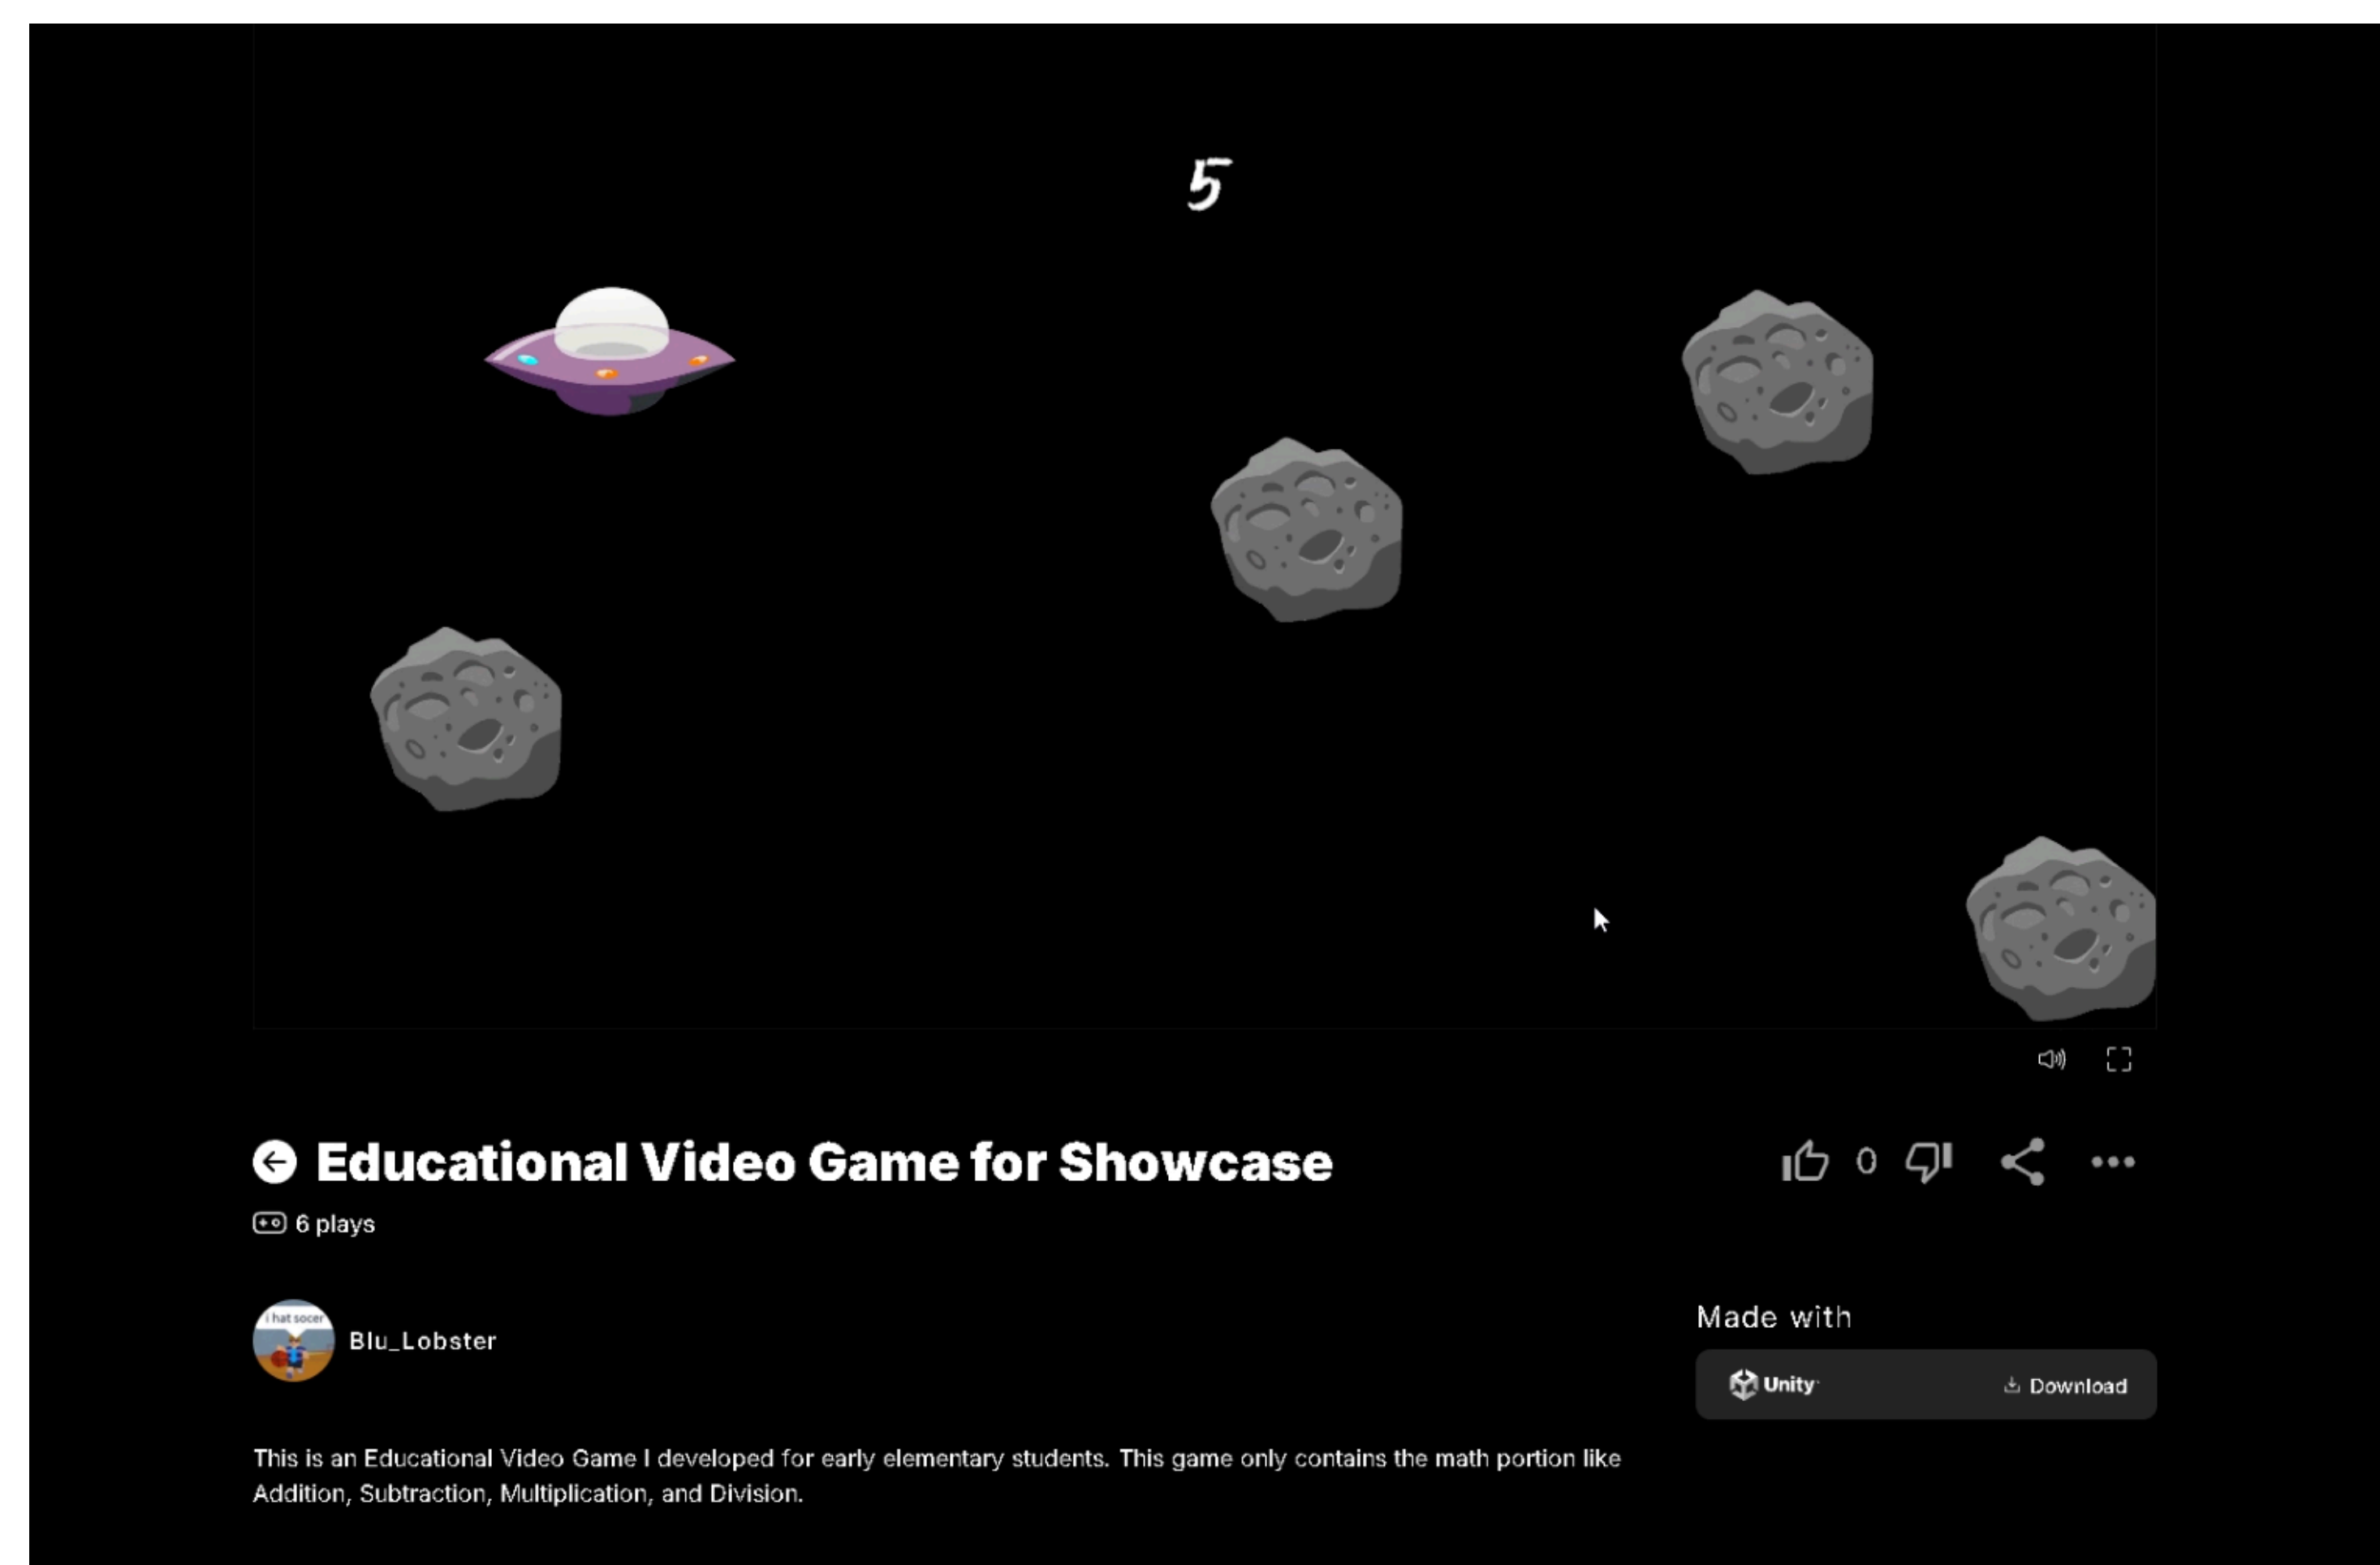 5
Educational Video Game for Showcase
0
6 plays
i hat socer
Blu_Lobster
Made with
Unity
Download
This is an Educational Video Game I developed for early elementary students. This game only contains the math portion like
Addition, Subtraction, Multiplication, and Division.